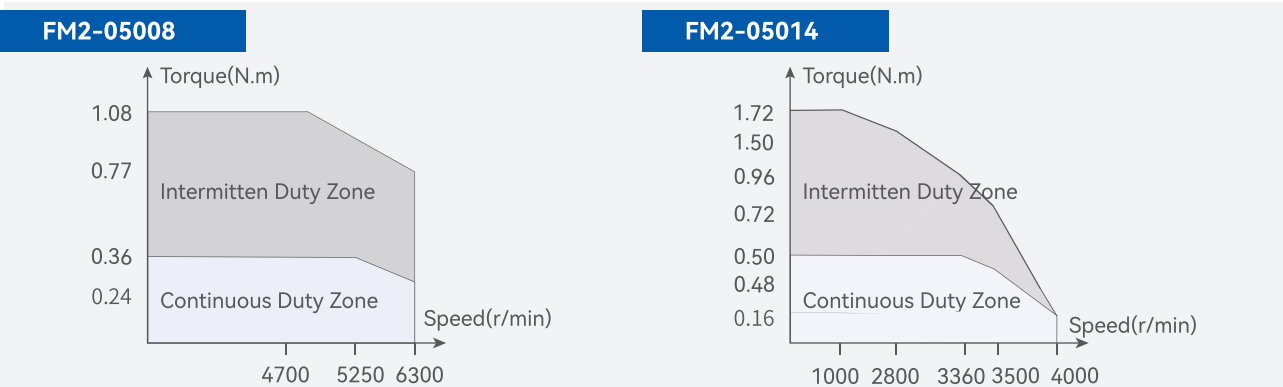 FM2-05008
Torque(N.m)
1.08
0.77
Intermitten Duty Zone
0.36
0.24
Continuous Duty Zone
Speed(r/min)
4700 5250 6300
FM2-05014
Torque(N.m)
1.72
1.50
0.96
Intermitten Duty Zone
0.72
0.50
0.48
Continuous Duty Zone
0.16
Speed(r/min)
1000 2800 3360 3500 4000